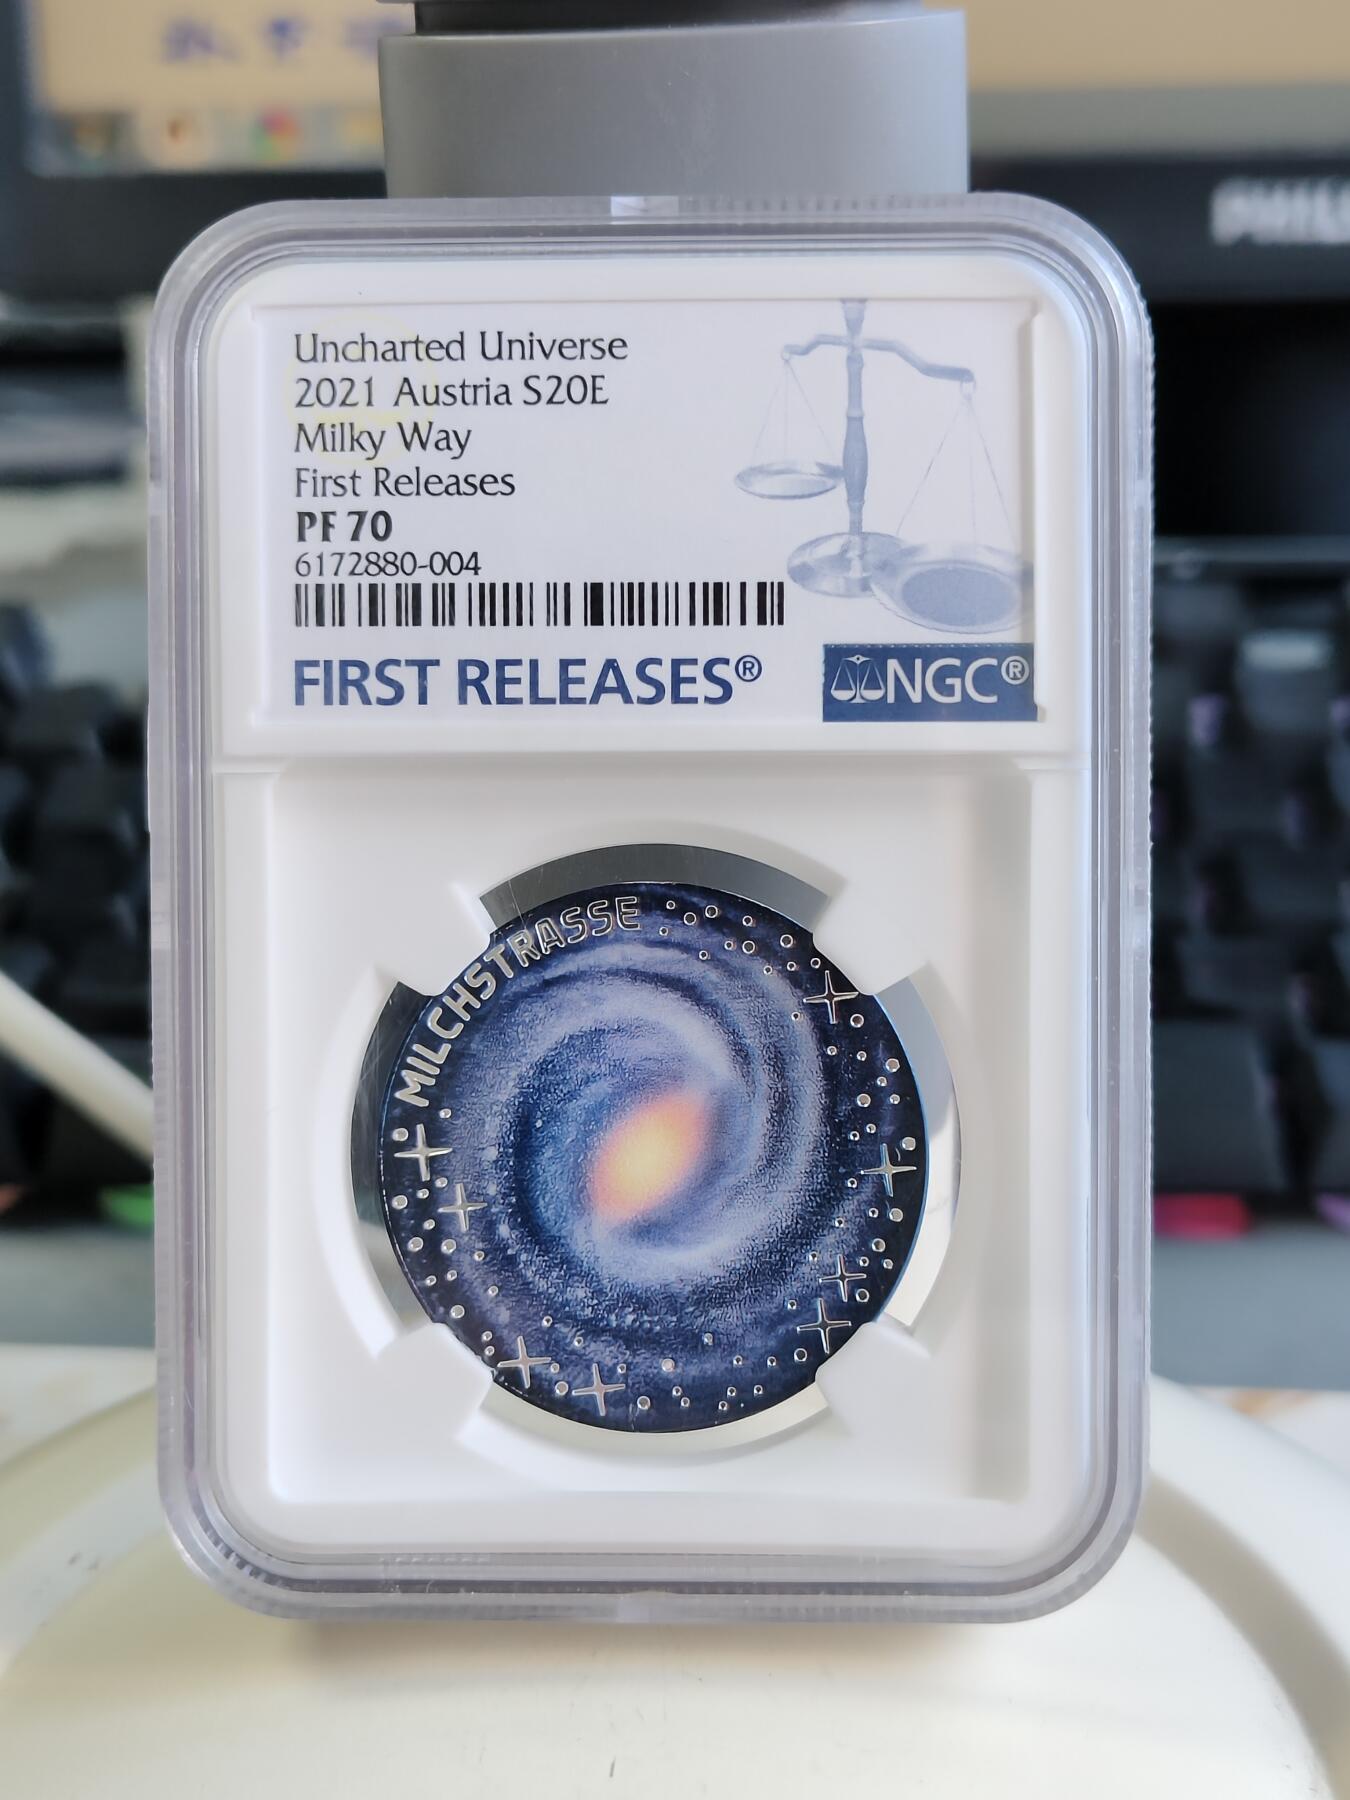 Uncharted Universe
2021 Austria S20E
Milky Way
First Releases
PF 70
6172880-004
FIRST RELEASES®
NGC®
MILCHSTRASSE